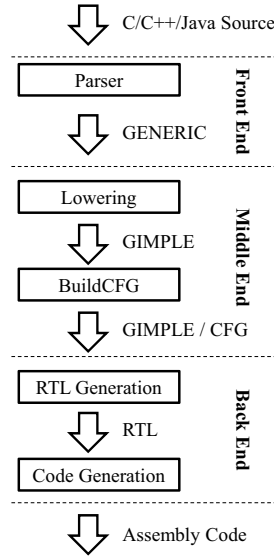 C/C++/Java Source
Parser
Front End
GENERIC
Lowering
GIMPLE
Middle End
BuildCFG
GIMPLE / CFG
RTL Generation
RTL
Back End
Code Generation
Assembly Code